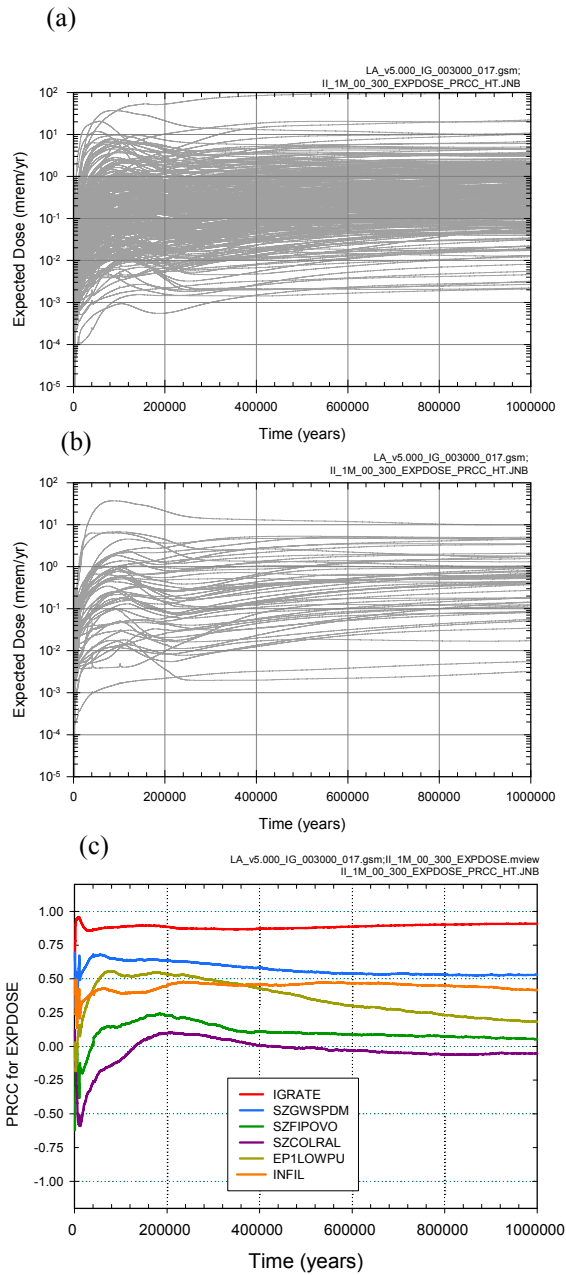 (a)
LA_v5.000_IG_003000_017.gsm;
II_1M_00_300_EXPDOSE_PRCC_HT.JNB
Expected Dose (mrem/yr)
10²
10¹
10⁰
10⁻¹
10⁻²
10⁻³
10⁻⁴
10⁻⁵
0 200000 400000 600000 800000 1000000
Time (years)
(b)
LA_v5.000_IG_003000_017.gsm;
II_1M_00_300_EXPDOSE_PRCC_HT.JNB
Expected Dose (mrem/yr)
10²
10¹
10⁰
10⁻¹
10⁻²
10⁻³
10⁻⁴
10⁻⁵
0 200000 400000 600000 800000 1000000
Time (years)
(c)
LA_v5.000_IG_003000_017.gsm;II_1M_00_300_EXPDOSE.mview
II_1M_00_300_EXPDOSE_PRCC_HT.JNB
PRCC for EXPDOSE
1.00
0.75
0.50
0.25
0.00
-0.25
-0.50
-0.75
-1.00
IGRATE
SZGWSPDM
SZFIPOVO
SZCOLRAL
EP1LOWPU
INFIL
0 200000 400000 600000 800000 1000000
Time (years)